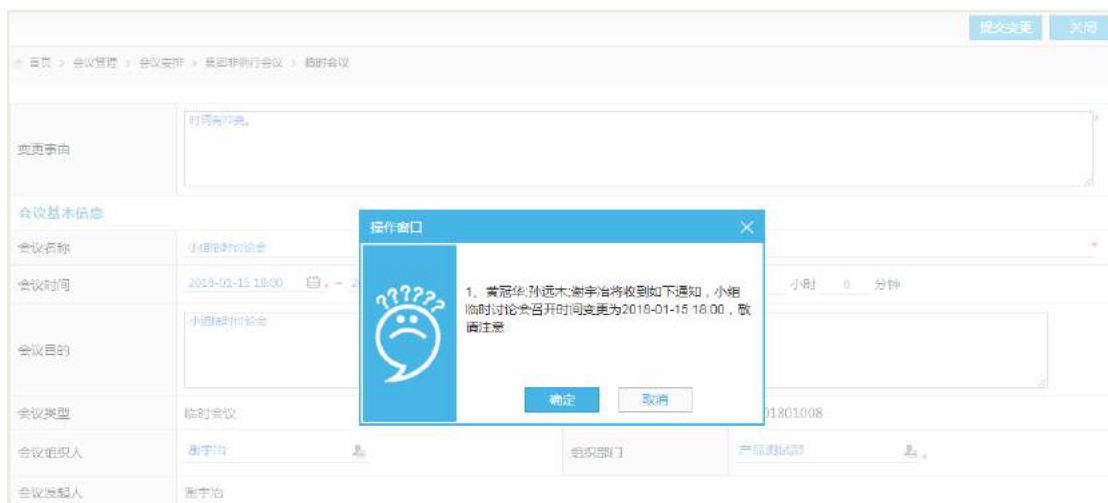 提交变更 关闭
首页 > 会议管理 > 会议安排 > 集团非例行会议 > 临时会议
时间有冲突。
变更事由
会议基本信息
操作窗口
会议名称 小组临时讨论会
会议时间 2018-01-15 18:00 ~ 2 小时 0 分钟
??????
1、黄冠华;孙远木;谢宇冶将收到如下通知，小组
临时讨论会召开时间变更为2018-01-15 18:00，敬
请注意
小组临时讨论会
会议目的
确定 取消
会议类型 临时会议 01801008
会议组织人 谢宇冶 组织部门 产品测试部
会议发起人 谢宇冶